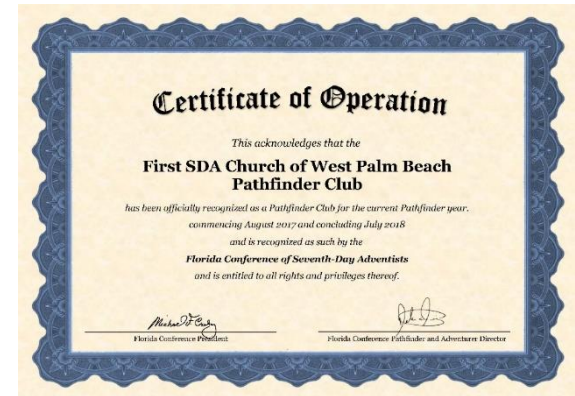 Certificate of Operation
This acknowledges that the
First SDA Church of West Palm Beach
Pathfinder Club
has been officially recognized as a Pathfinder Club for the current Pathfinder year.
commencing August 2017 and concluding July 2018
and is recognized as such by the
Florida Conference of Seventh-Day Adventists
and is entitled to all rights and privileges thereof.
Florida Conference President
Florida Conference Pathfinder and Adventurer Director